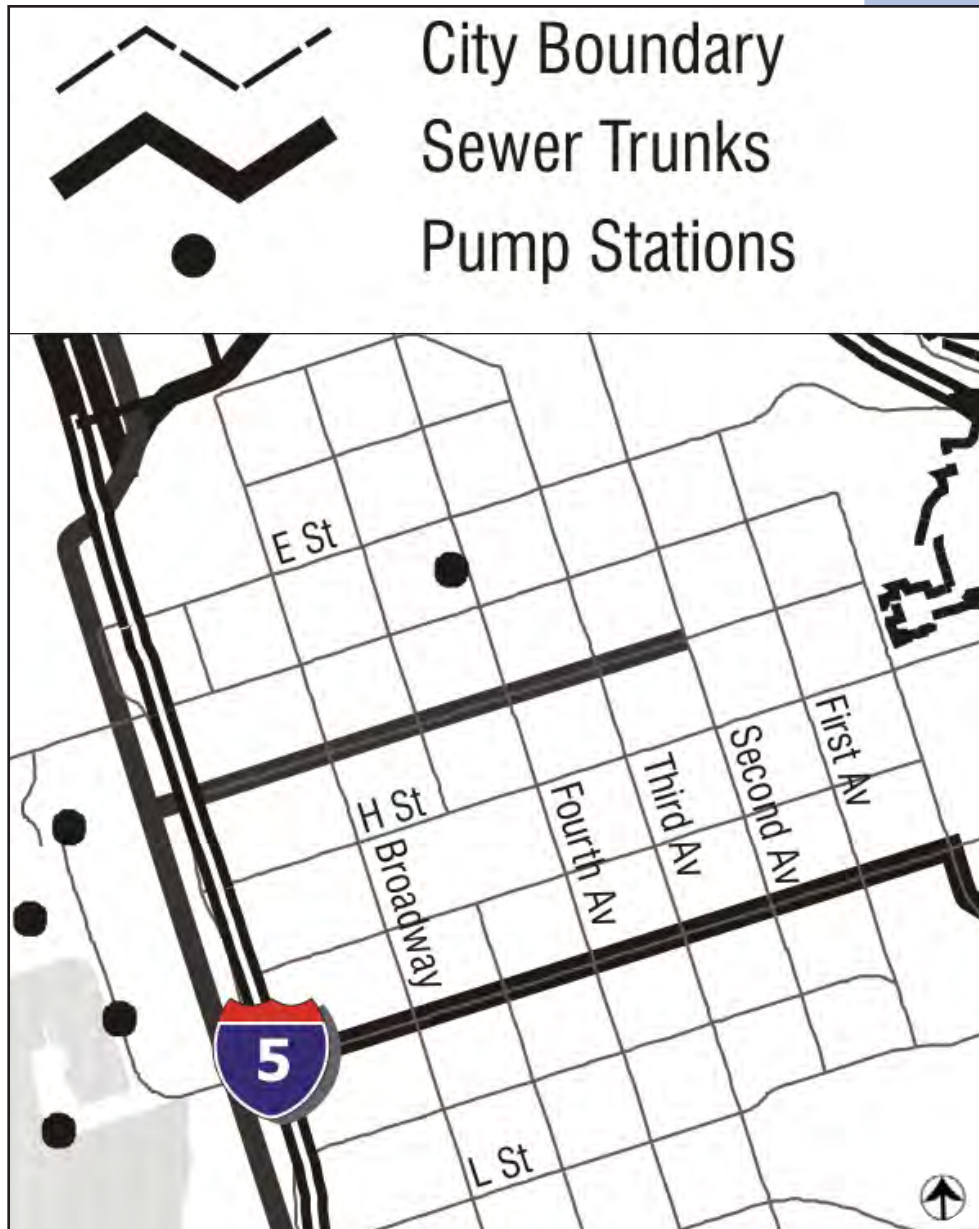 City Boundary
Sewer Trunks
Pump Stations
E St
H St
Broadway
Fourth Av
Third Av
Second Av
First Av
5
L St